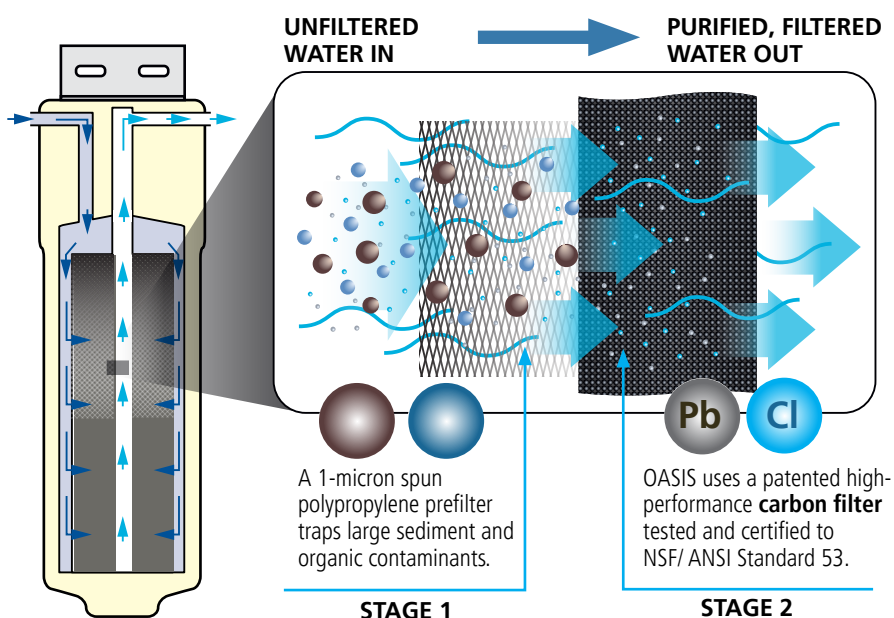 UNFILTERED
WATER IN
PURIFIED, FILTERED
WATER OUT
Pb
Cl
A 1-micron spun
polypropylene prefilter
traps large sediment and
organic contaminants.
STAGE 1
OASIS uses a patented high-
performance carbon filter
tested and certified to
NSF/ ANSI Standard 53.
STAGE 2